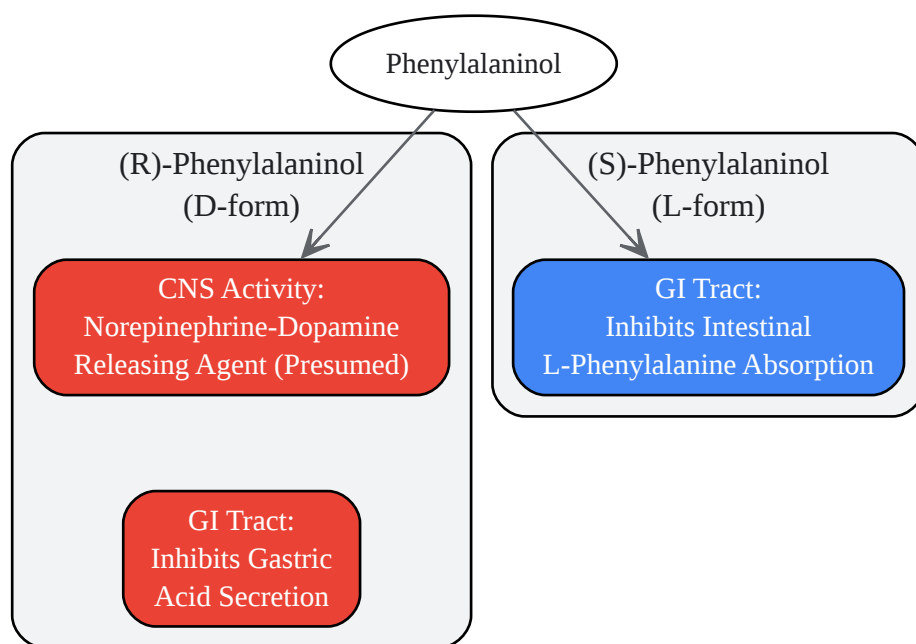 Phenylalaninol
(R)-Phenylalaninol
(D-form)
CNS Activity:
Norepinephrine-Dopamine
Releasing Agent (Presumed)
GI Tract:
Inhibits Gastric
Acid Secretion
(S)-Phenylalaninol
(L-form)
GI Tract:
Inhibits Intestinal
L-Phenylalanine Absorption